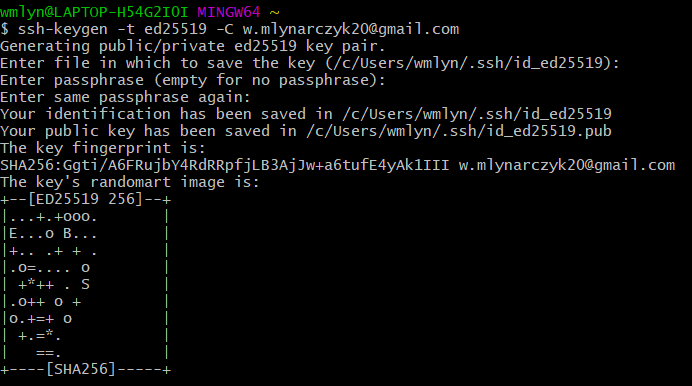 wmlyn@LAPTOP-H54G2IOI MINGW64 ~
$ ssh-keygen -t ed25519 -C w.mlynarczyk20@gmail.com
Generating public/private ed25519 key pair.
Enter file in which to save the key (/c/Users/wmlyn/.ssh/id_ed25519):
Enter passphrase (empty for no passphrase):
Enter same passphrase again:
Your identification has been saved in /c/Users/wmlyn/.ssh/id_ed25519
Your public key has been saved in /c/Users/wmlyn/.ssh/id_ed25519.pub
The key fingerprint is:
SHA256:Ggti/A6FRujbY4RdRRpfjLB3AjJw+a6tufE4yAk1III w.mlynarczyk20@gmail.com
The key's randomart image is:
+--[ED25519 256]--+
|...+.+ooo.       |
|E...o B...       |
|+.. .+ + .       |
|.o=.... o        |
| +*++ . S        |
|.o++ o +         |
|o.+=+ o          |
| +.=*.           |
|   ==.           |
+----[SHA256]-----+